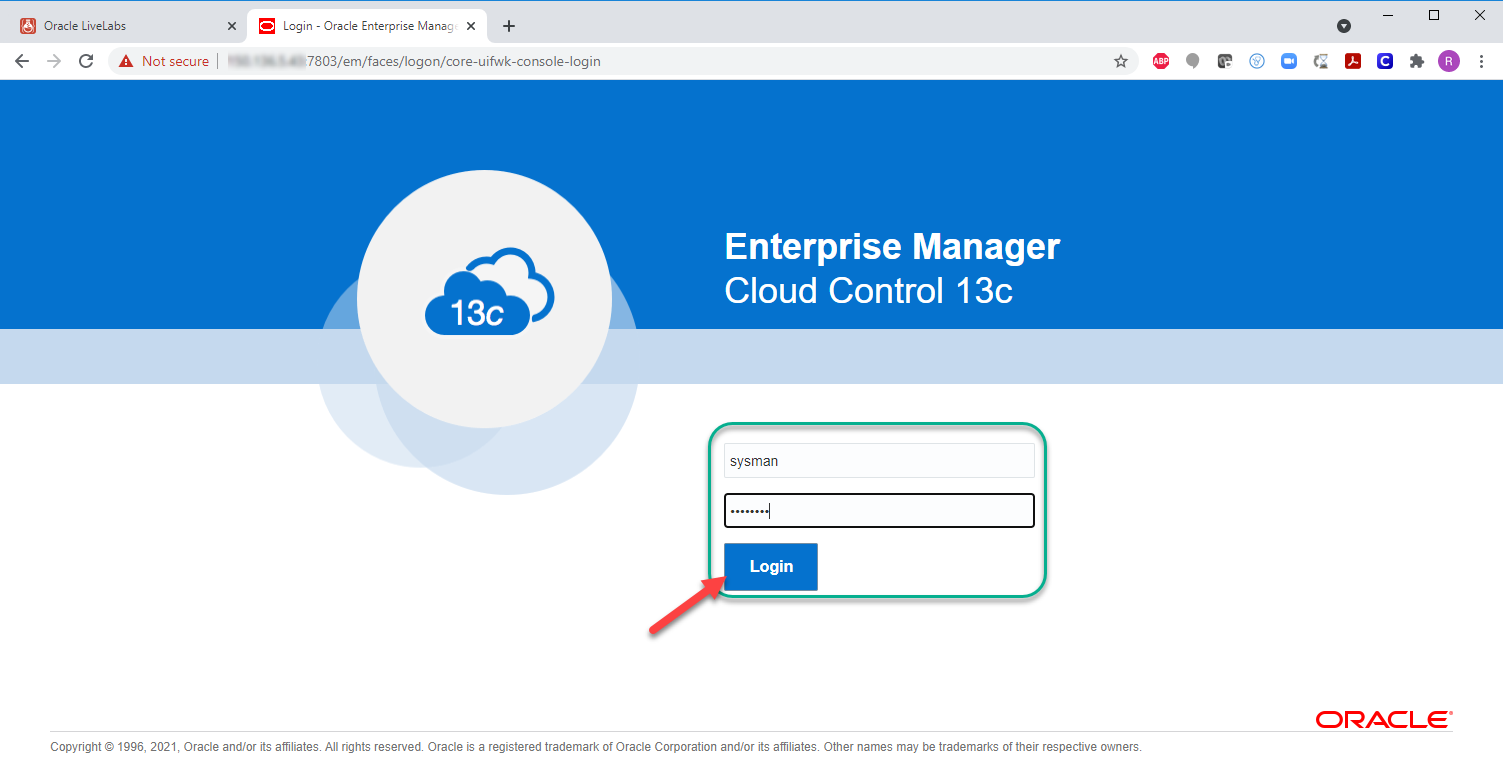 Oracle LiveLabs
Login - Oracle Enterprise Manage
Not secure
:7803/em/faces/logon/core-uifwk-console-login
ABP
C
R
Enterprise Manager
Cloud Control 13c
13c
sysman
Login
ORACLE
Copyright © 1996, 2021, Oracle and/or its affiliates. All rights reserved. Oracle is a registered trademark of Oracle Corporation and/or its affiliates. Other names may be trademarks of their respective owners.